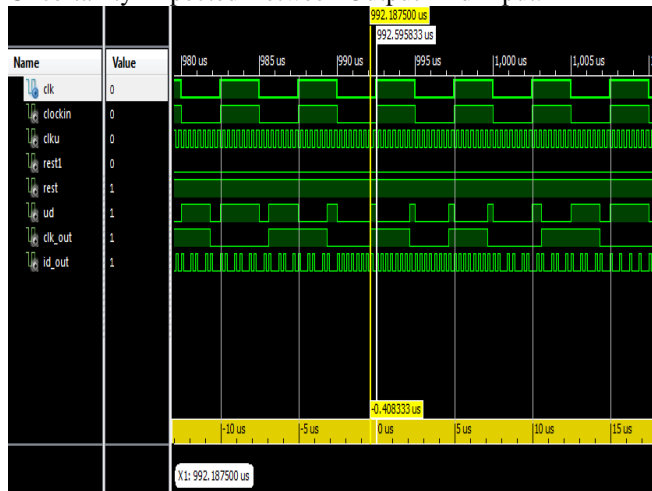 992.187500 us
992.595833 us
Name Value 980 us 985 us 990 us 995 us 1,000 us 1,005 us
clk 0
clockin 0
clku 0
rest1 0
rest 1
ud 1
clk_out 1
id_out 1
-0.408333 us
-10 us -5 us 0 us 5 us 10 us 15 us
X1: 992.187500 us